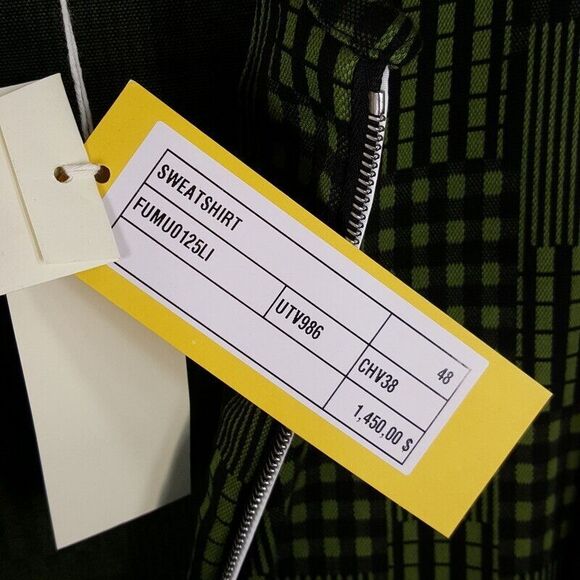 SWEATSHIRT
FUMU0125LI 48
UTV986 CHV38
1,450,00 $